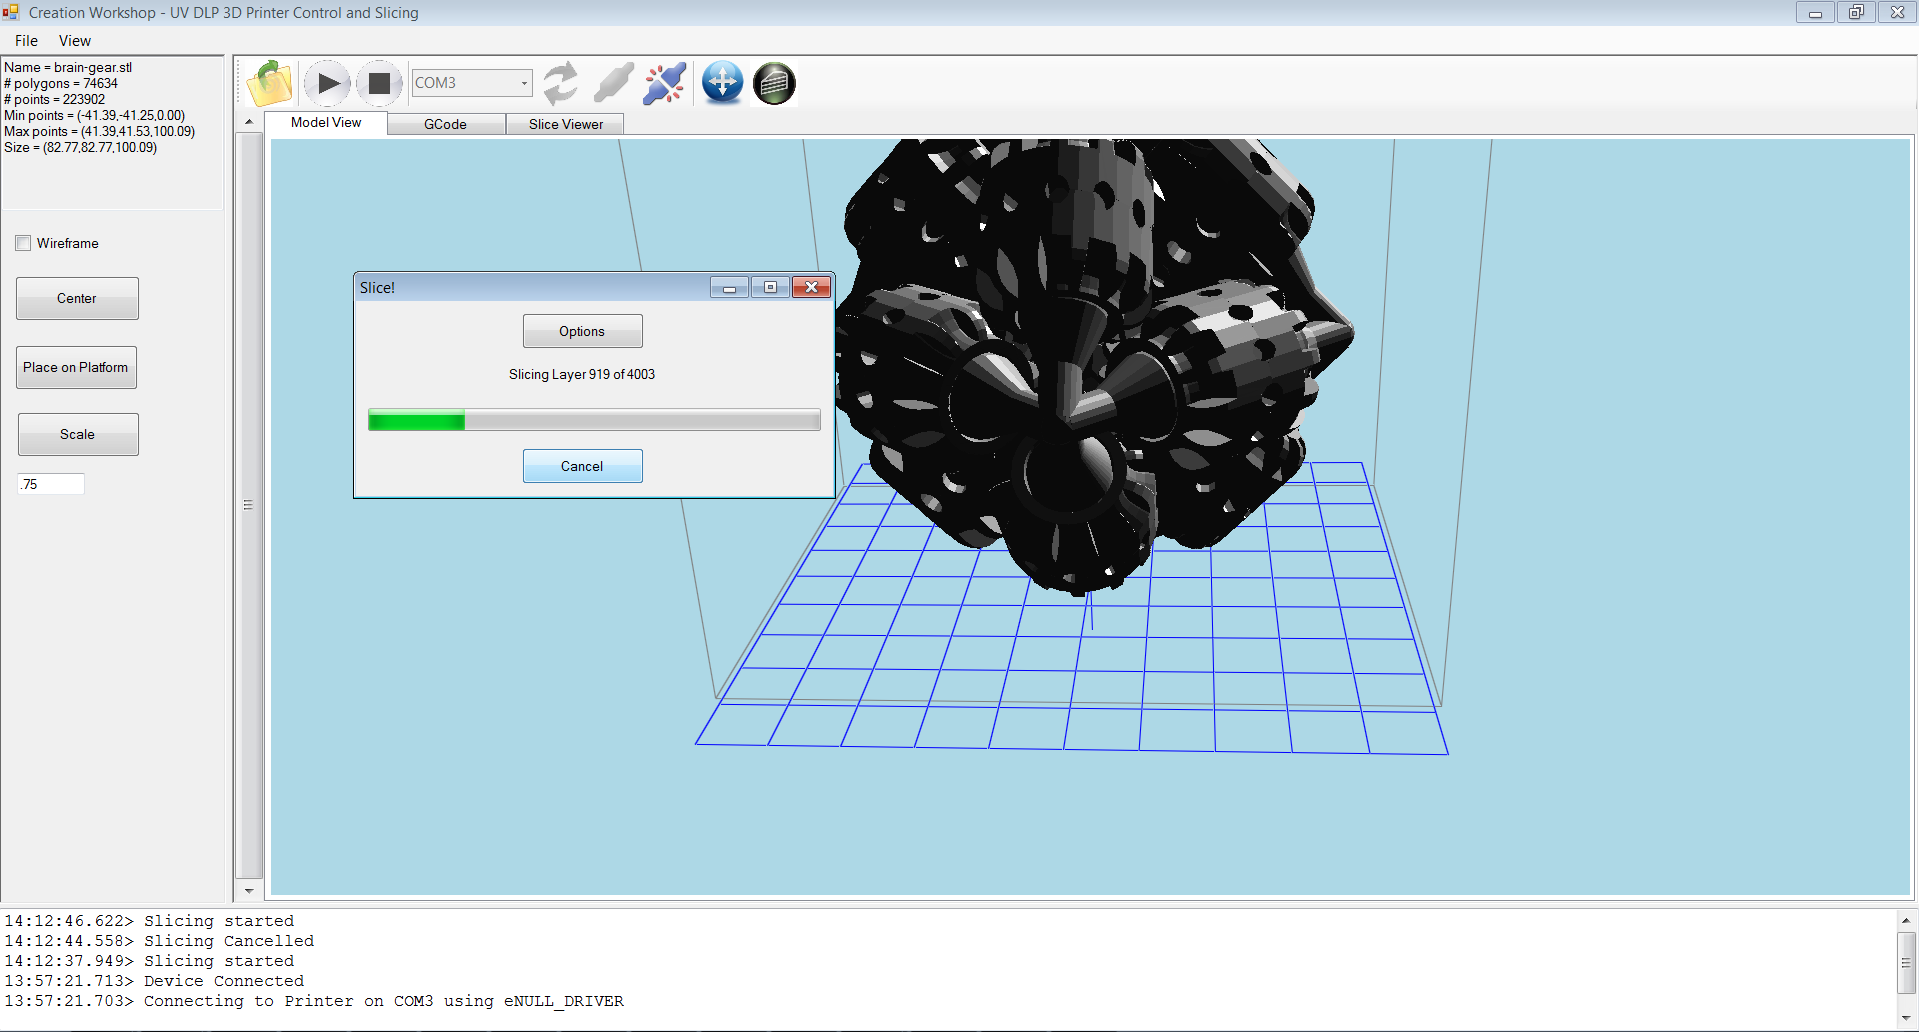 Creation Workshop - UV DLP 3D Printer Control and Slicing
File View
Name = brain-gear.stl
# polygons = 74634
# points = 223902
Min points = (-41.39,-41.25,0.00)
Max points = (41.39,41.53,100.09)
Size = (82.77,82.77,100.09)
COM3
Model View GCode Slice Viewer
Wireframe
Center
Place on Platform
Scale
.75
Slice!
Options
Slicing Layer 919 of 4003
Cancel
14:12:46.622> Slicing started
14:12:44.558> Slicing Cancelled
14:12:37.949> Slicing started
13:57:21.713> Device Connected
13:57:21.703> Connecting to Printer on COM3 using eNULL_DRIVER